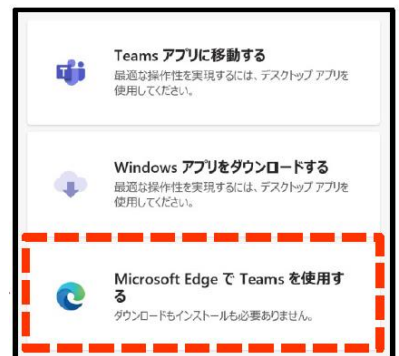 Teams アプリに移動する
最適な操作性を実現するには、デスクトップ アプリを
使用してください。
Windows アプリをダウンロードする
最適な操作性を実現するには、デスクトップ アプリを
使用してください。
Microsoft Edge で Teams を使用す
る
ダウンロードもインストールも必要ありません。